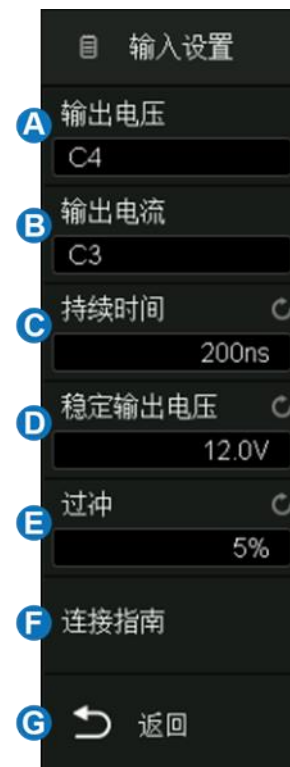 输入设置
A 输出电压
C4
B 输出电流
C3
C 持续时间
200ns
D 稳定输出电压
12.0V
E 过冲
5%
F 连接指南
G 返回